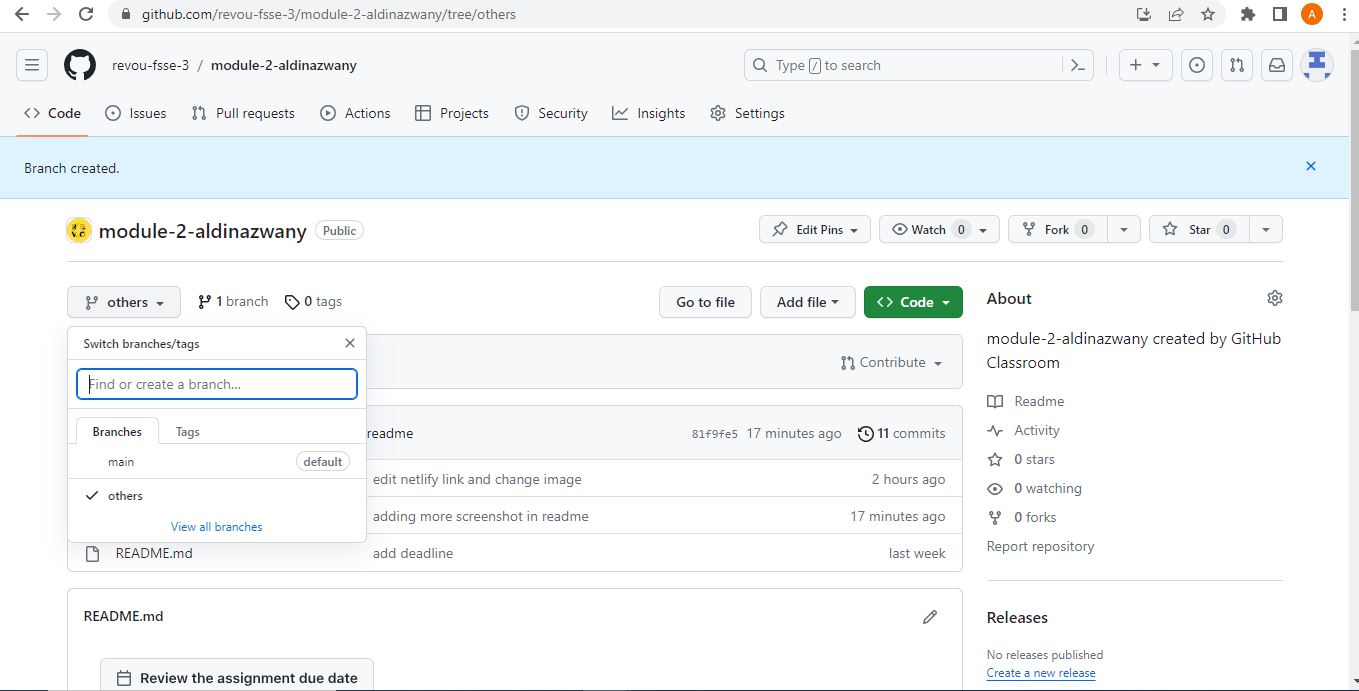 github.com/revou-fsse-3/module-2-aldinazwany/tree/others
A
revou-fsse-3 / module-2-aldinazwany
Type / to search
Code Issues Pull requests Actions Projects Security Insights Settings
Branch created.
module-2-aldinazwany Public
Edit Pins Watch 0 Fork 0 Star 0
others 1 branch 0 tags Go to file Add file Code
Switch branches/tags
Find or create a branch...
Branches Tags
main default
others
View all branches
Contribute
readme 81f9fe5 17 minutes ago 11 commits
edit netlify link and change image 2 hours ago
adding more screenshot in readme 17 minutes ago
README.md add deadline last week
README.md
Review the assignment due date
About
module-2-aldinazwany created by GitHub
Classroom
Readme
Activity
0 stars
0 watching
0 forks
Report repository
Releases
No releases published
Create a new release